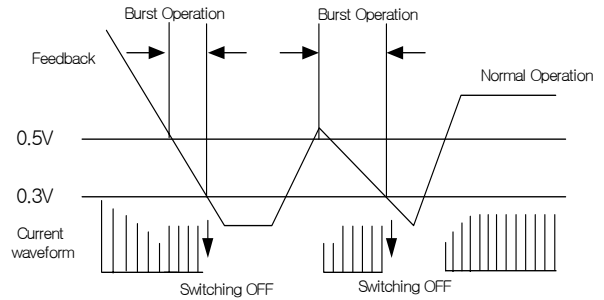 Burst Operation
Burst Operation
Feedback
Normal Operation
0.5V
0.3V
Current
waveform
Switching OFF
Switching OFF